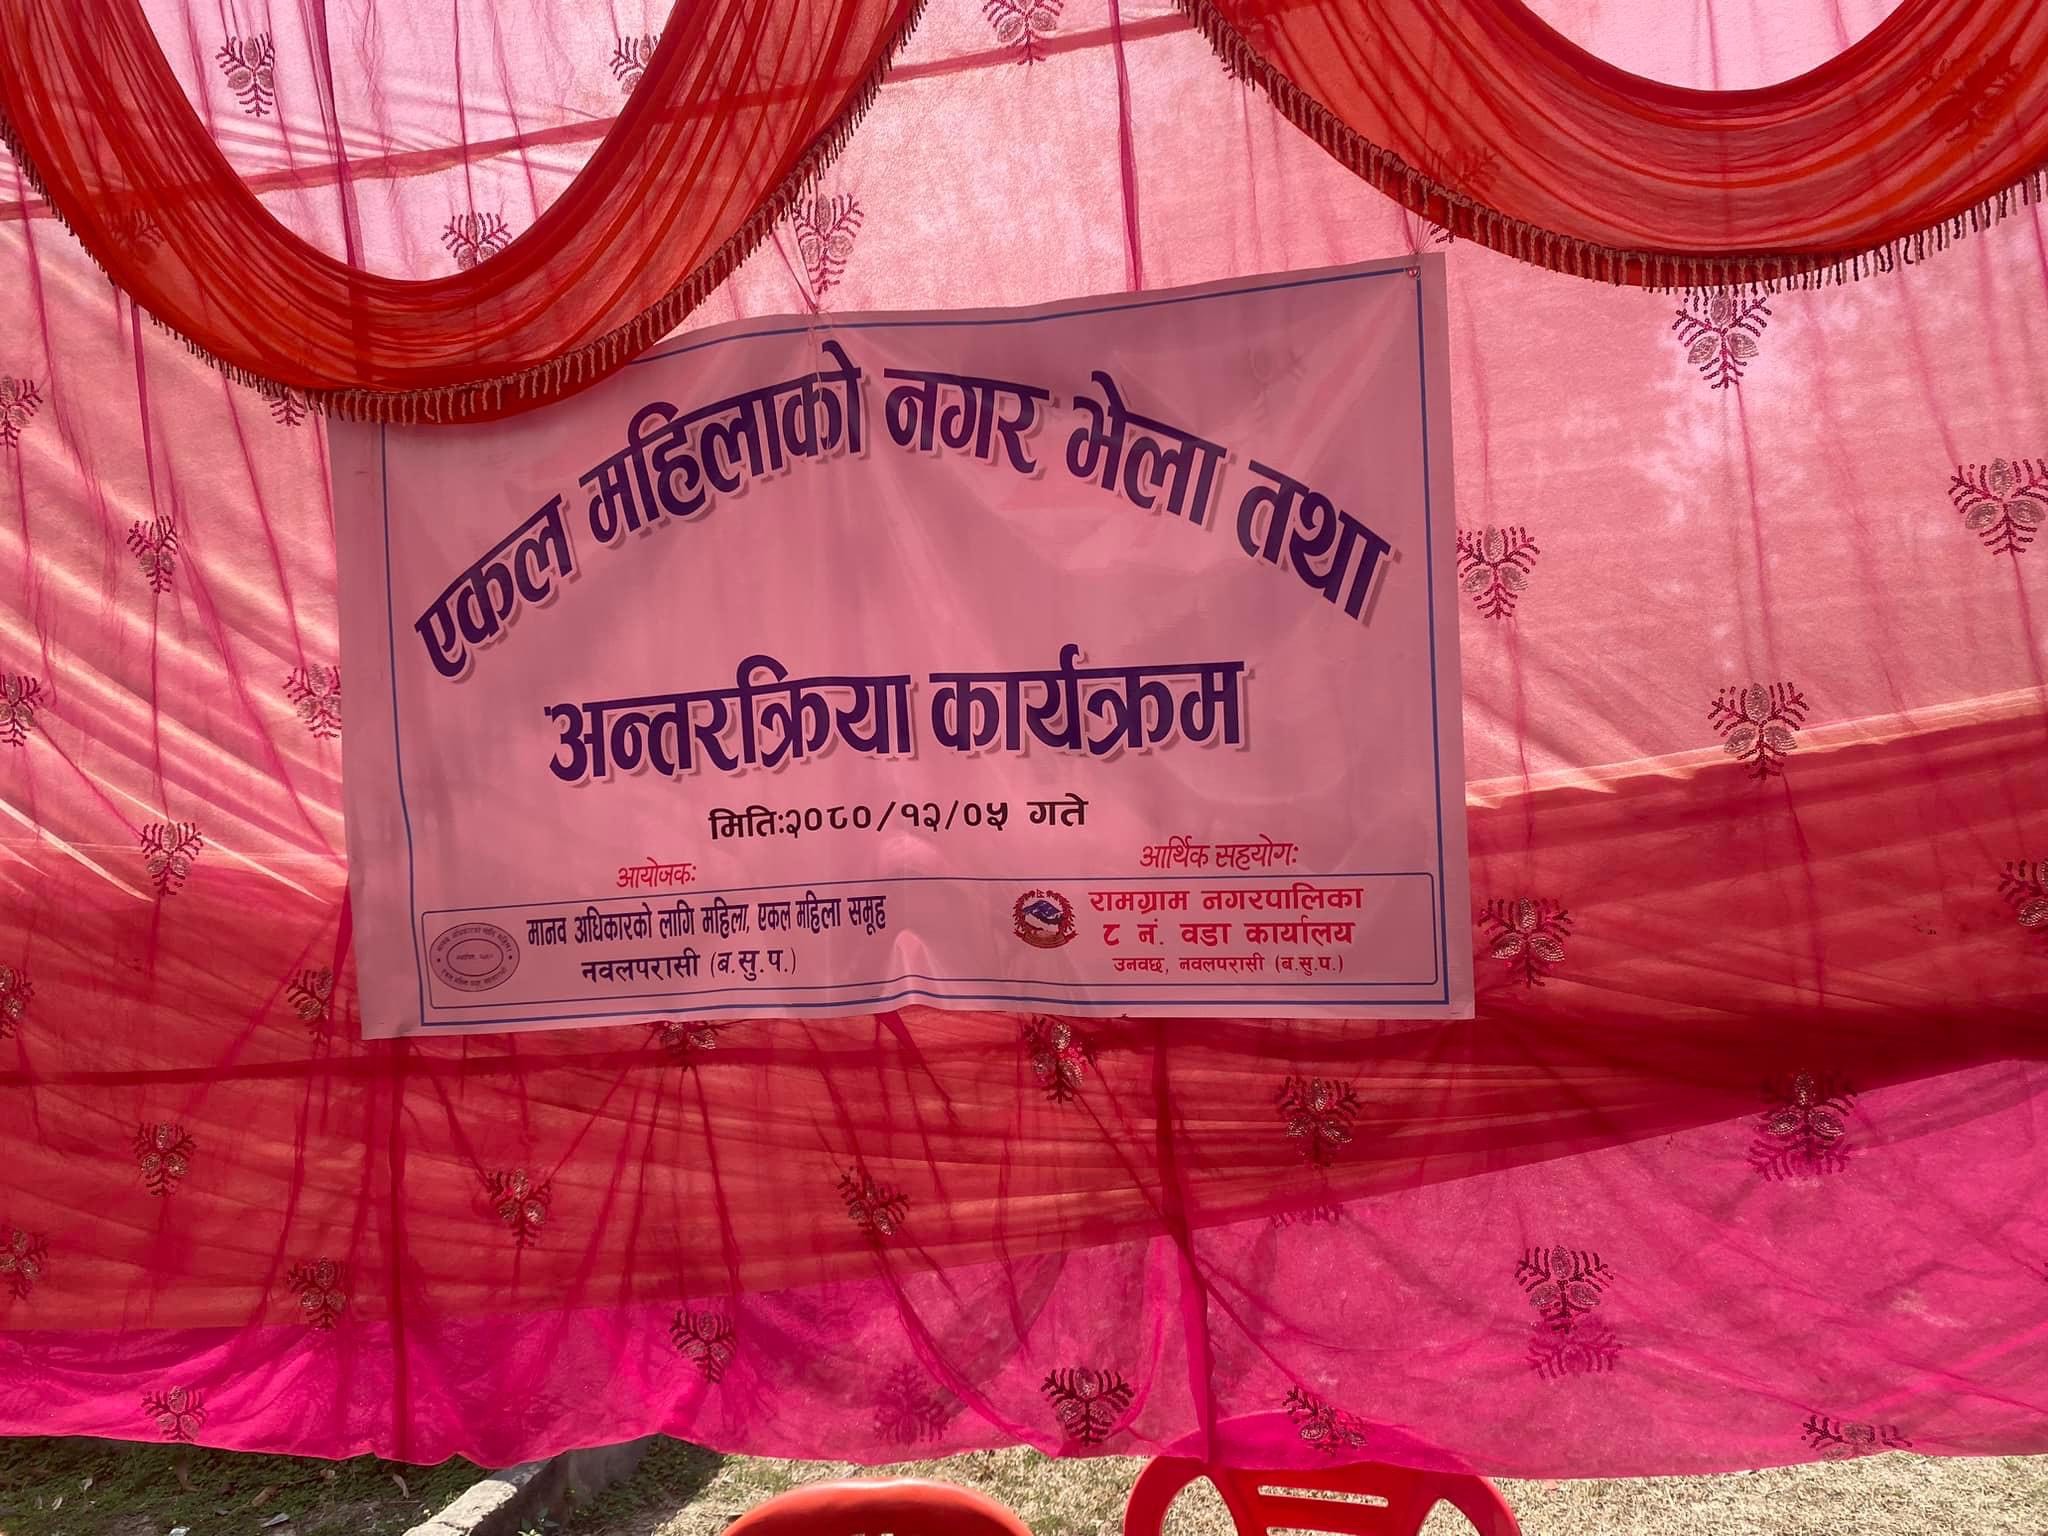 एकल महिलाको नगर भेला तथा
अन्तरक्रिया कार्यक्रम
मितिः२०८०/१२/०५ गते
आयोजकः
मानव अधिकारको लागि महिला, एकल महिला समूह
नवलपरासी (ब.सु.प.)
आर्थिक सहयोगः
रामग्राम नगरपालिका
८ नं. वडा कार्यालय
उनवछ, नवलपरासी (ब.सु.प.)